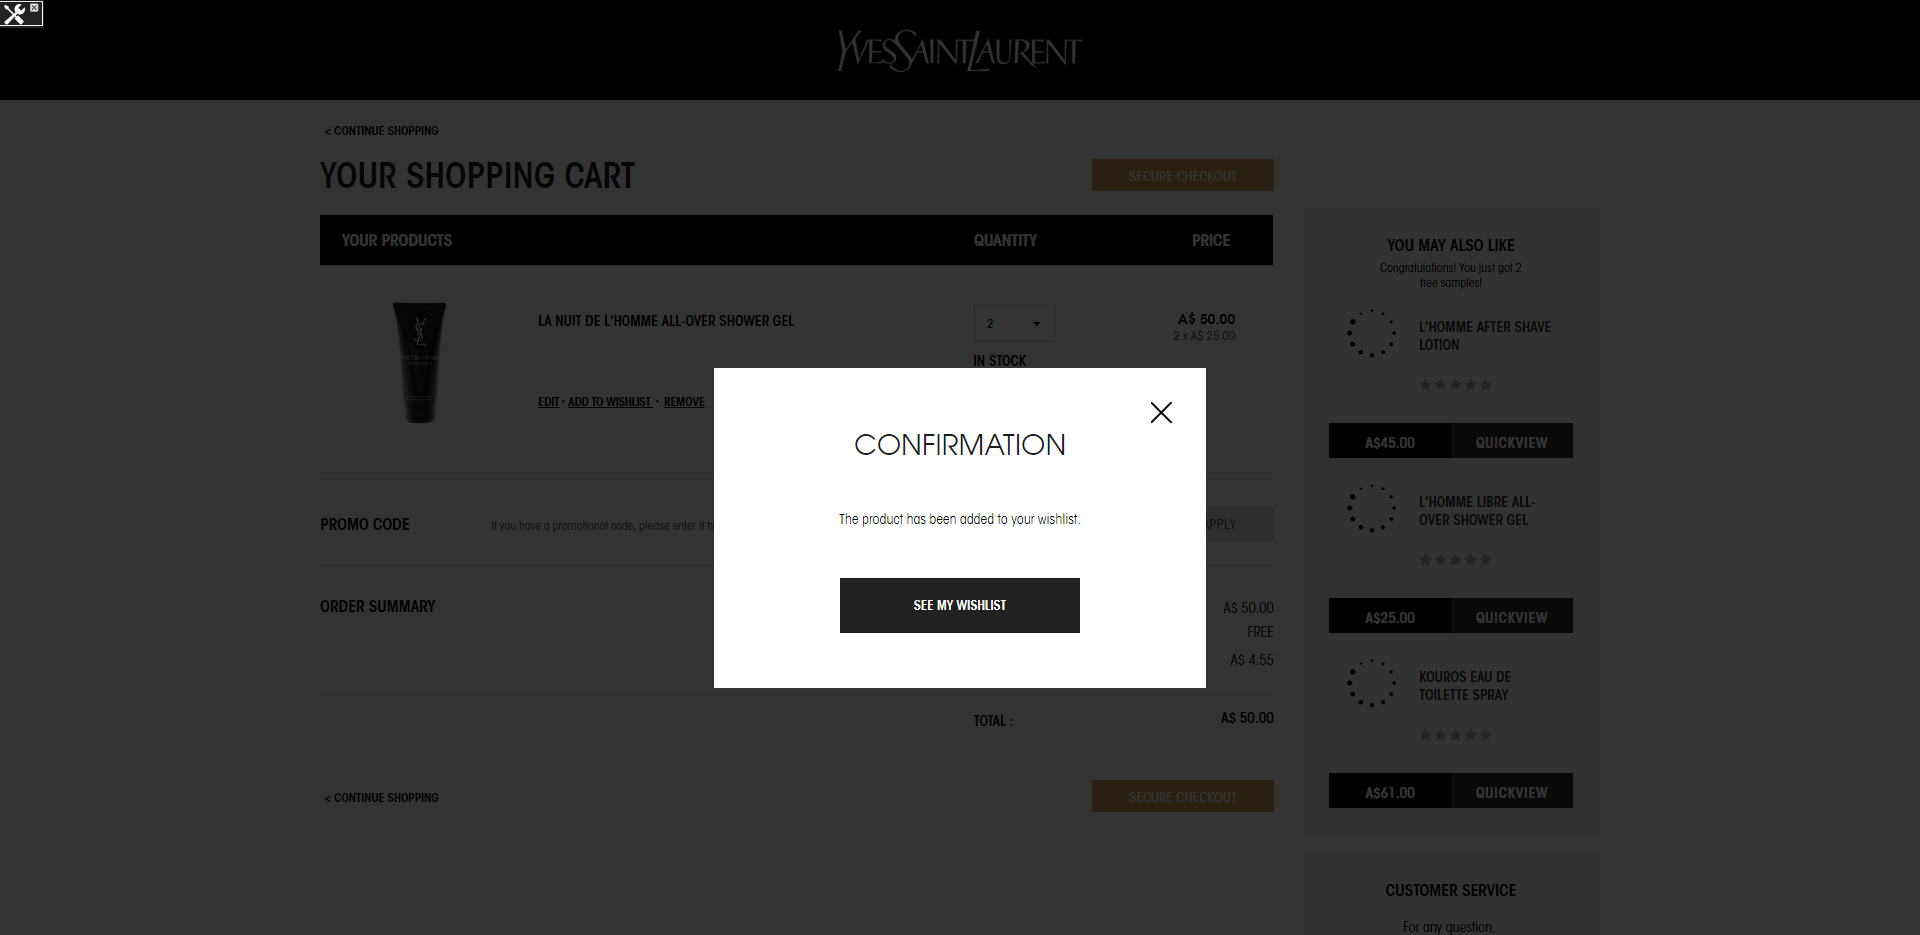 YVESSAINTLAURENT
< CONTINUE SHOPPING
YOUR SHOPPING CART
SECURE CHECKOUT
YOUR PRODUCTS
QUANTITY
PRICE
LA NUIT DE L'HOMME ALL-OVER SHOWER GEL
2
A$ 50.00
2 x A$ 25.00
IN STOCK
EDIT • ADD TO WISHLIST • REMOVE
CONFIRMATION
The product has been added to your wishlist.
SEE MY WISHLIST
PROMO CODE
If you have a promotional code, please enter it
APPLY
ORDER SUMMARY
A$ 50.00
FREE
A$ 4.55
TOTAL :
A$ 50.00
< CONTINUE SHOPPING
SECURE CHECKOUT
YOU MAY ALSO LIKE
Congratulations! You just got 2
free samples!
L'HOMME AFTER SHAVE
LOTION
A$45.00
QUICKVIEW
L'HOMME LIBRE ALL-
OVER SHOWER GEL
A$25.00
QUICKVIEW
KOUROS EAU DE
TOILETTE SPRAY
A$61.00
QUICKVIEW
CUSTOMER SERVICE
For any question,